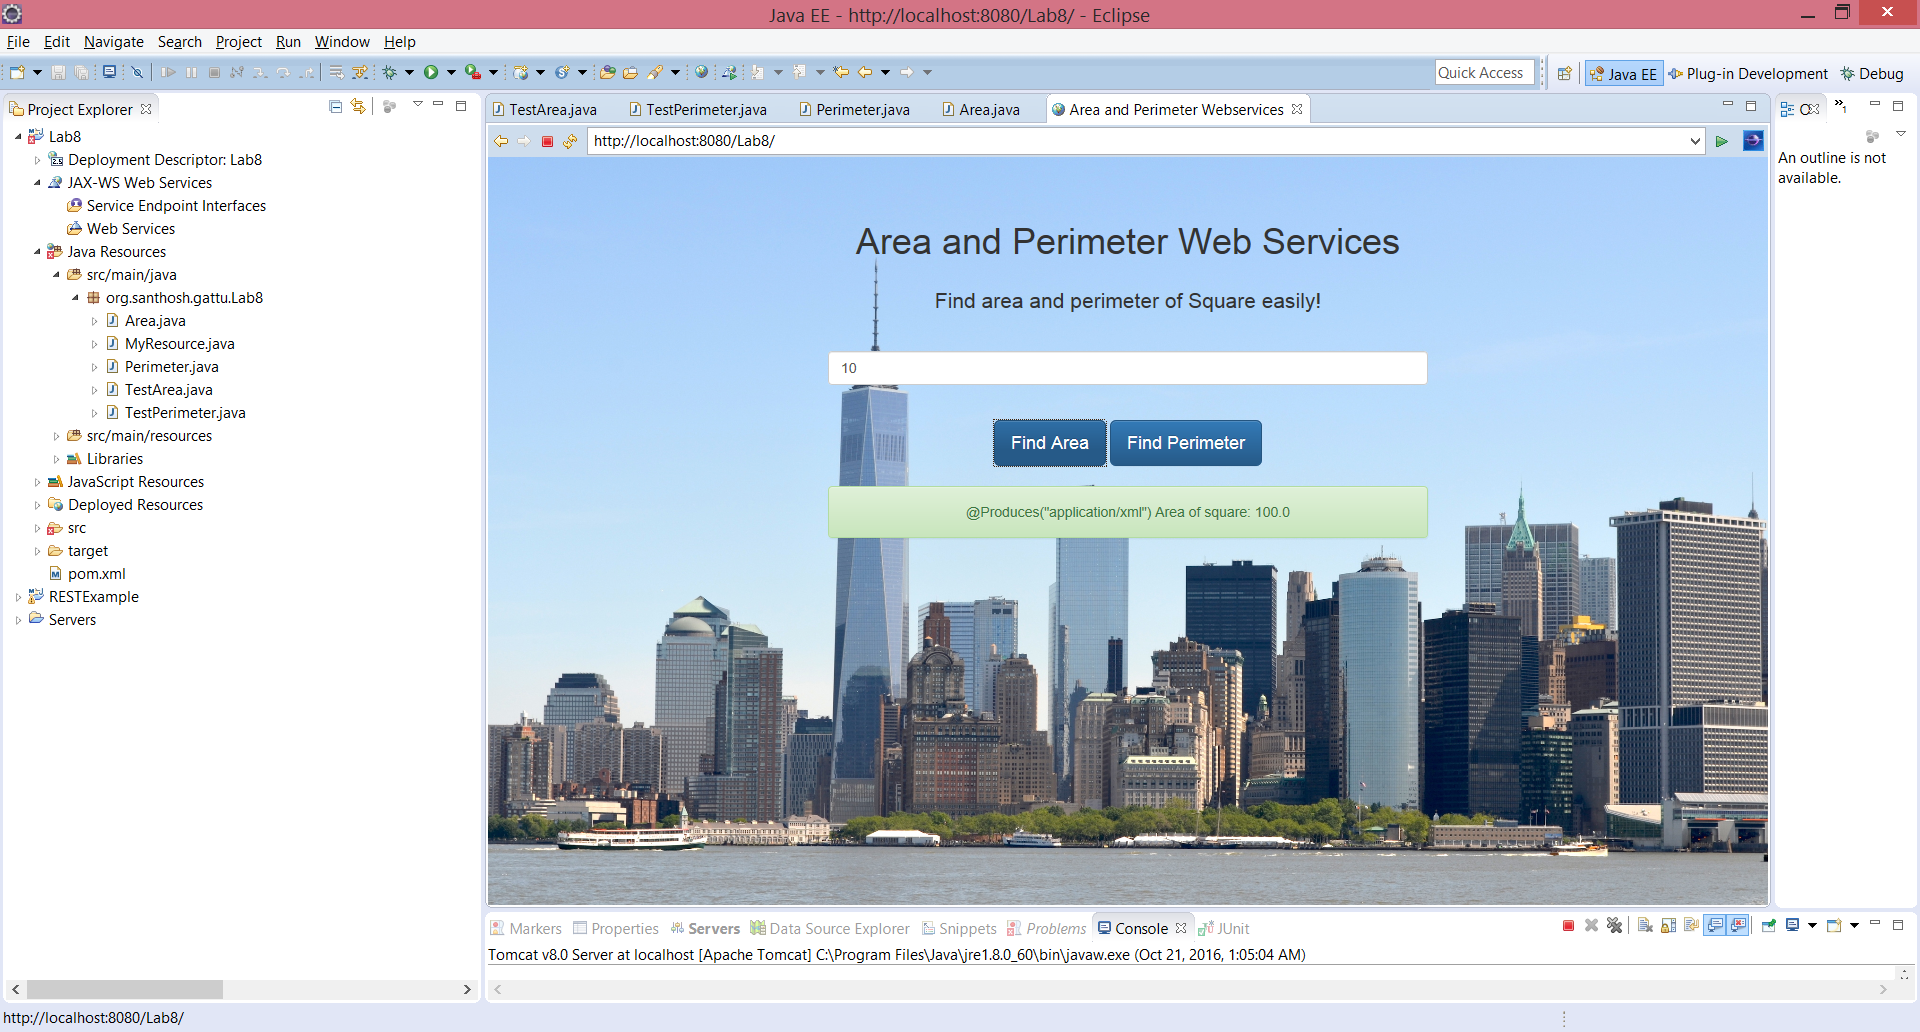 Java EE - http://localhost:8080/Lab8/ - Eclipse
File Edit Navigate Search Project Run Window Help
Quick Access
Java EE
Plug-in Development
Debug
Project Explorer
Lab8
Deployment Descriptor: Lab8
JAX-WS Web Services
Service Endpoint Interfaces
Web Services
Java Resources
src/main/java
org.santhosh.gattu.Lab8
Area.java
MyResource.java
Perimeter.java
TestArea.java
TestPerimeter.java
src/main/resources
Libraries
JavaScript Resources
Deployed Resources
src
target
pom.xml
RESTExample
Servers
TestArea.java
TestPerimeter.java
Perimeter.java
Area.java
Area and Perimeter Webservices
http://localhost:8080/Lab8/
Area and Perimeter Web Services
Find area and perimeter of Square easily!
10
Find Area
Find Perimeter
@Produces("application/xml") Area of square: 100.0
An outline is not
available.
Markers
Properties
Servers
Data Source Explorer
Snippets
Problems
Console
JUnit
Tomcat v8.0 Server at localhost [Apache Tomcat] C:\Program Files\Java\jre1.8.0_60\bin\javaw.exe (Oct 21, 2016, 1:05:04 AM)
http://localhost:8080/Lab8/